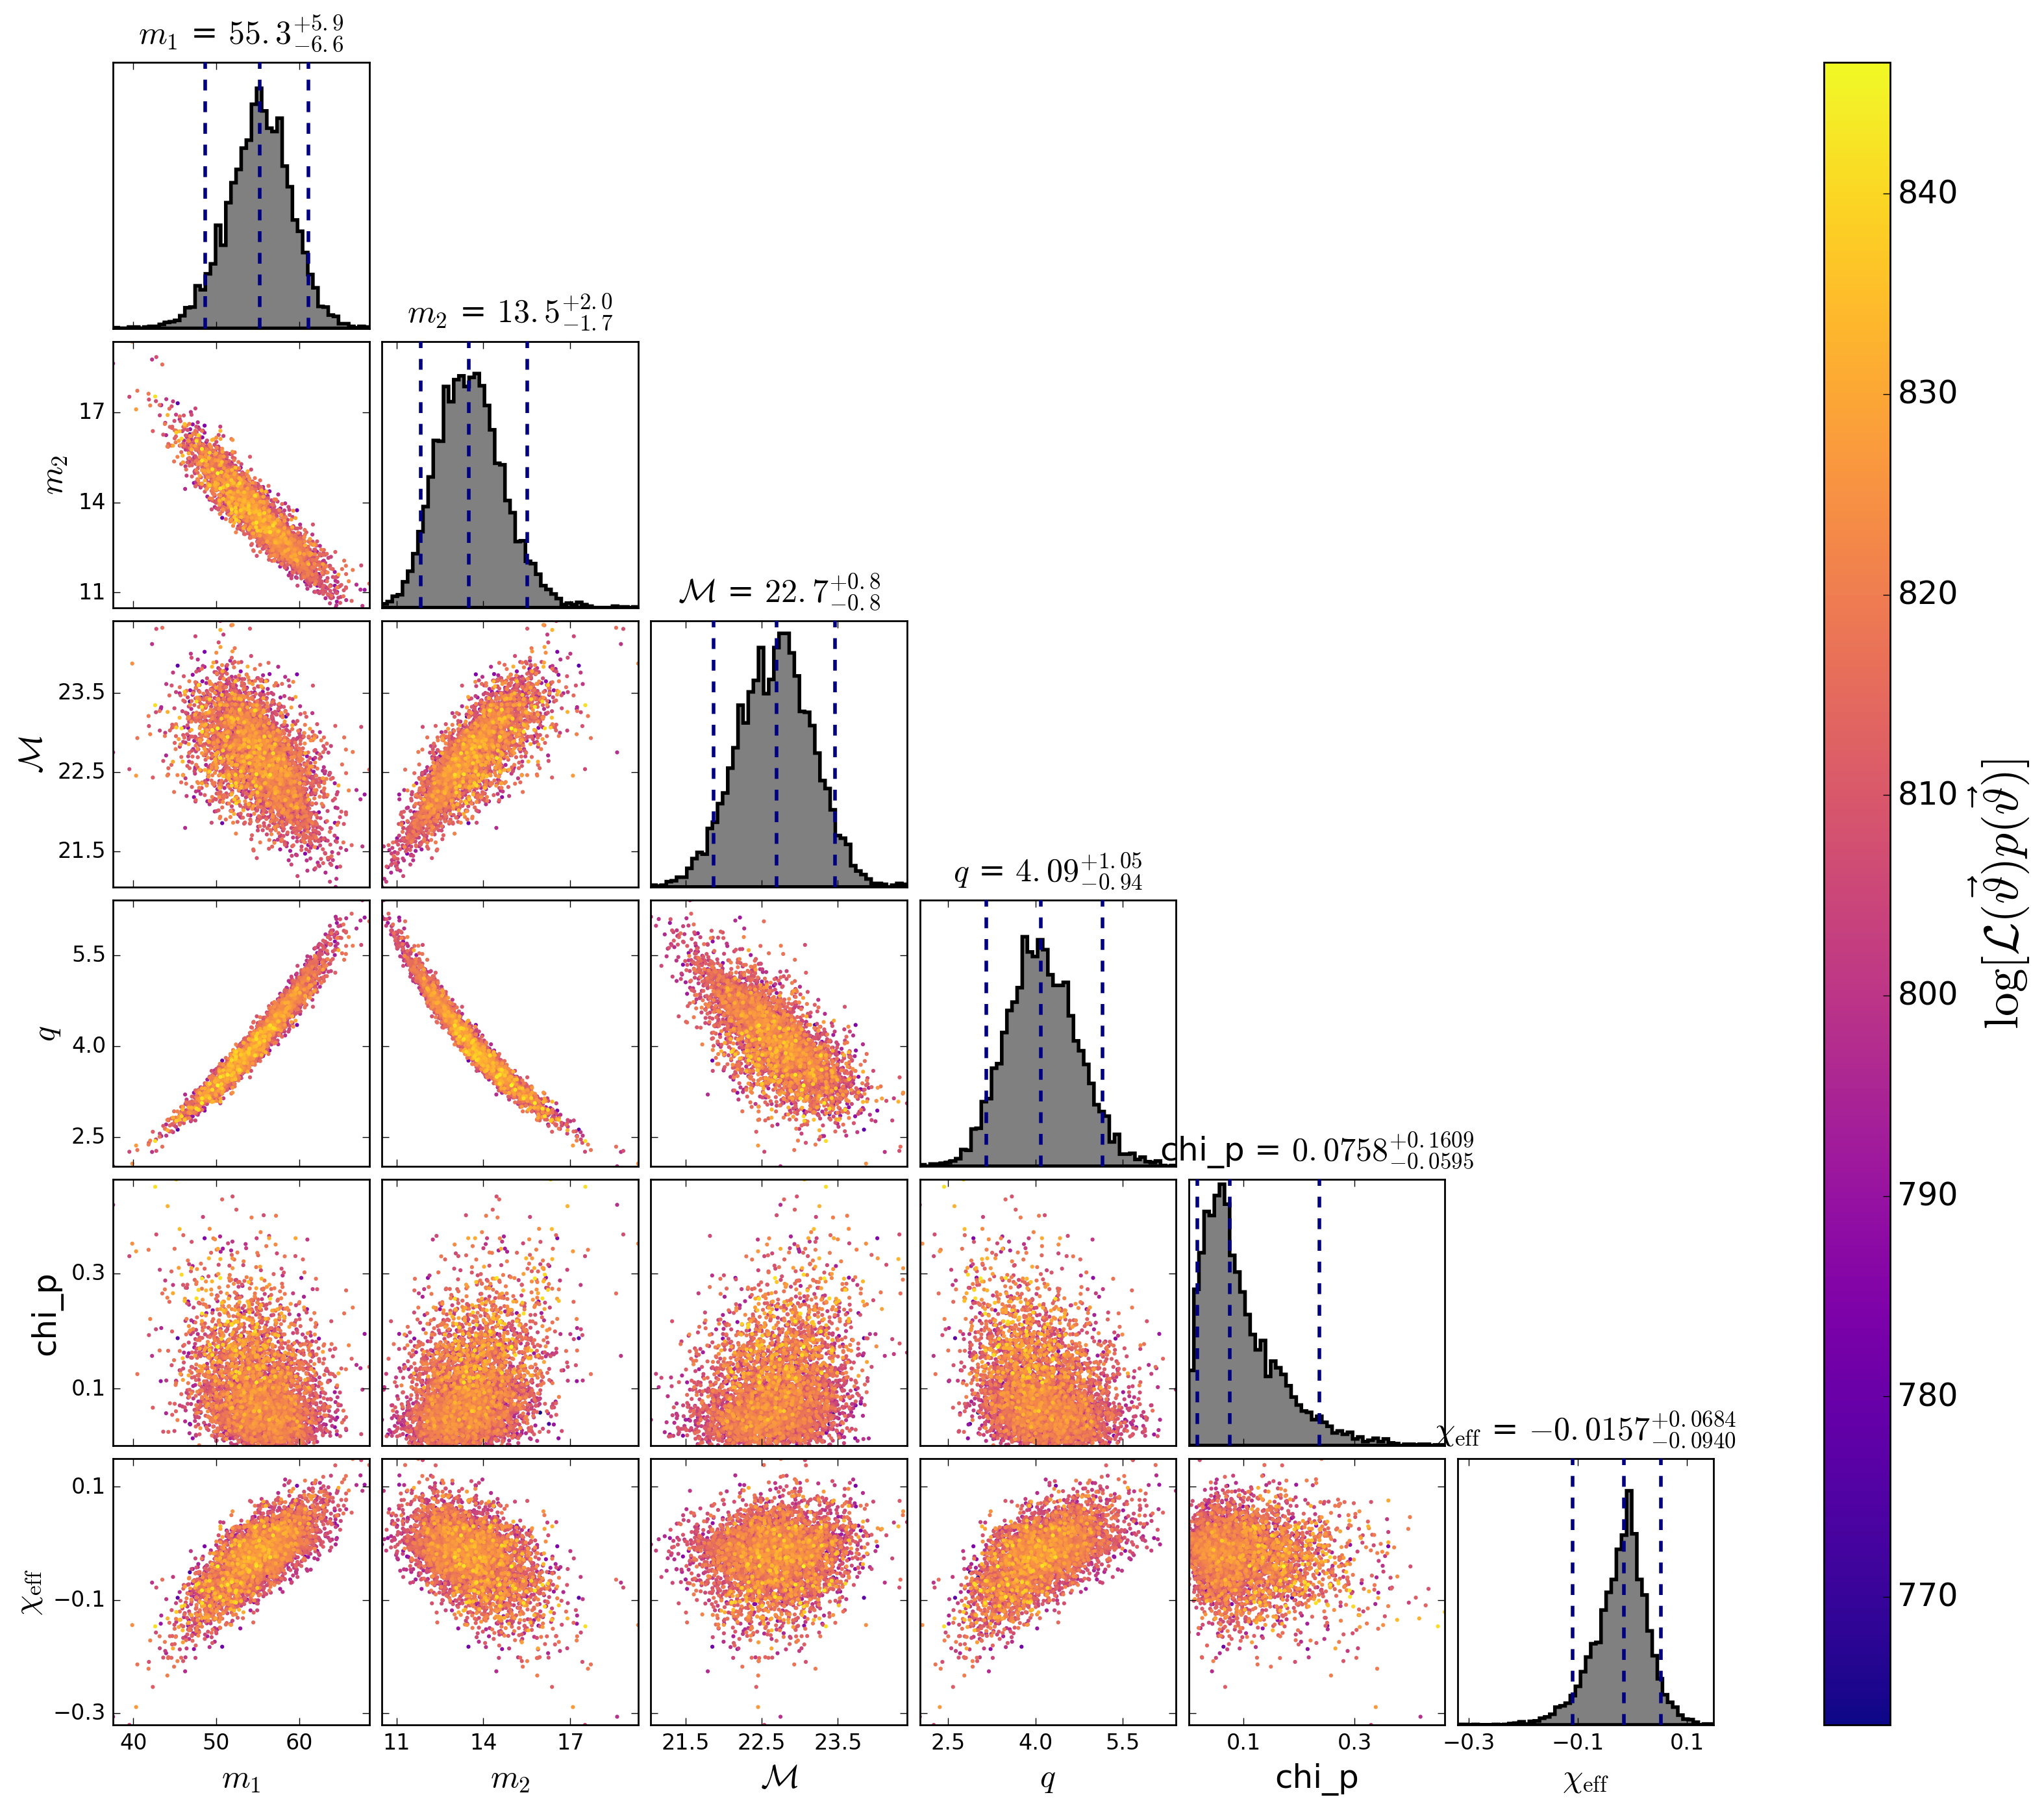 m₁ = 55.3⁺⁵·⁹₋₆.₆
m₂ = 13.5⁺²·⁰₋₁.₇
ℳ = 22.7⁺⁰·⁸₋₀.₈
q = 4.09⁺¹·⁰⁵₋₀.₉₄
chi_p = 0.0758⁺⁰·¹⁶⁰⁹₋₀.₀₅₉₅
χeff = −0.0157⁺⁰·⁰⁶⁸⁴₋₀.₀₉₄₀
m₂
17
14
11
ℳ
23.5
22.5
21.5
q
5.5
4.0
2.5
chi_p
0.3
0.1
χeff
0.1
−0.1
−0.3
40 50 60
11 14 17
21.5 22.5 23.5
2.5 4.0 5.5
0.1 0.3
−0.3 −0.1 0.1
m₁
m₂
ℳ
q
chi_p
χeff
840
830
820
810
800
790
780
770
log[ℒ(ϑ⃗)p(ϑ⃗)]